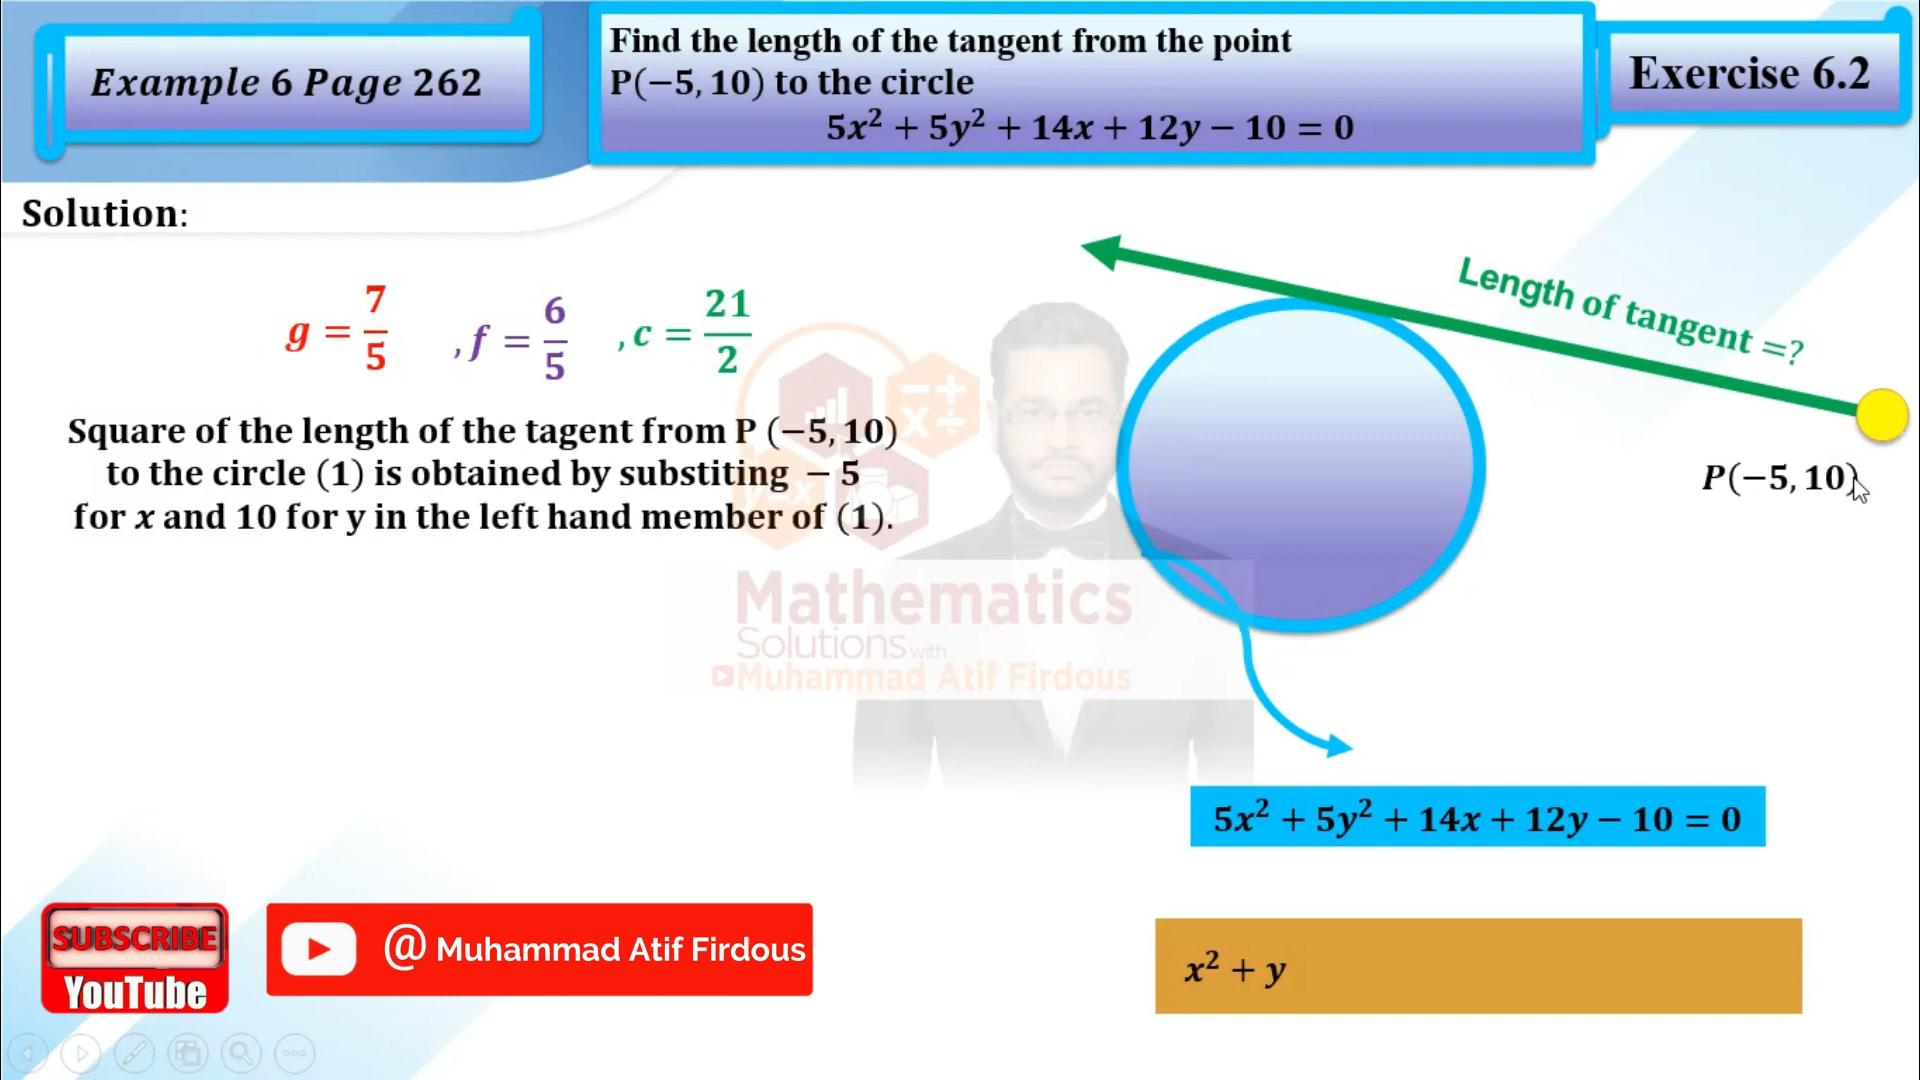 Example 6 Page 262
Find the length of the tangent from the point
P(−5, 10) to the circle
5x² + 5y² + 14x + 12y − 10 = 0
Exercise 6.2
Solution:
g = 7/5 , f = 6/5 , c = 21/2
Square of the length of the tagent from P (−5, 10)
to the circle (1) is obtained by substiting − 5
for x and 10 for y in the left hand member of (1).
Length of tangent =?
P(−5, 10)
Mathematics
Solutions with
Muhammad Atif Firdous
5x² + 5y² + 14x + 12y − 10 = 0
x² + y
SUBSCRIBE
YouTube
@ Muhammad Atif Firdous